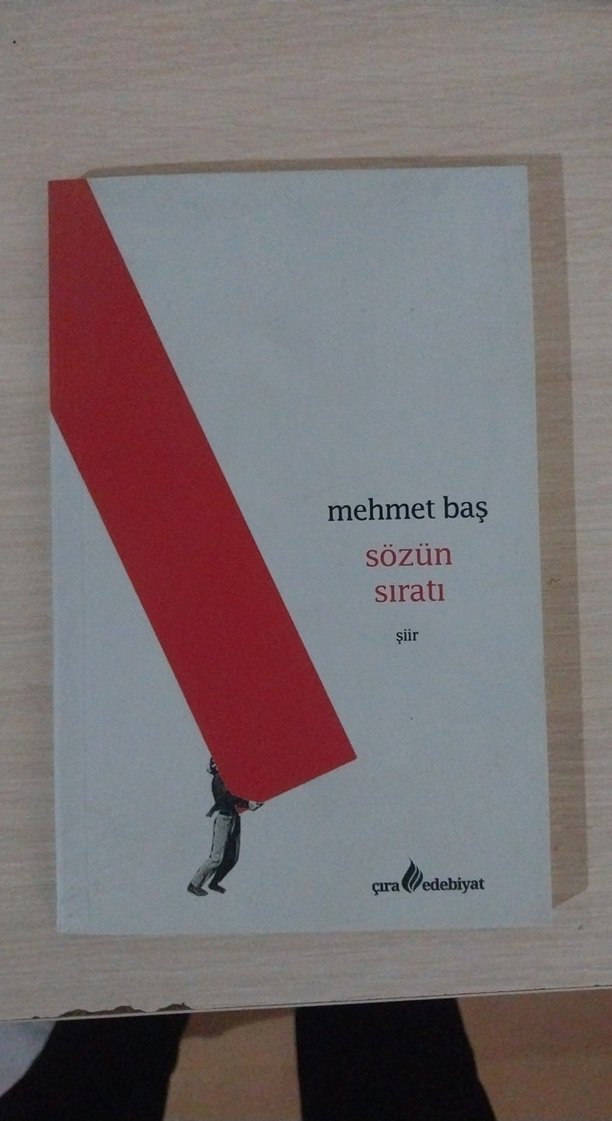 mehmet baş
sözün
sıratı
şiir
çıra edebiyat